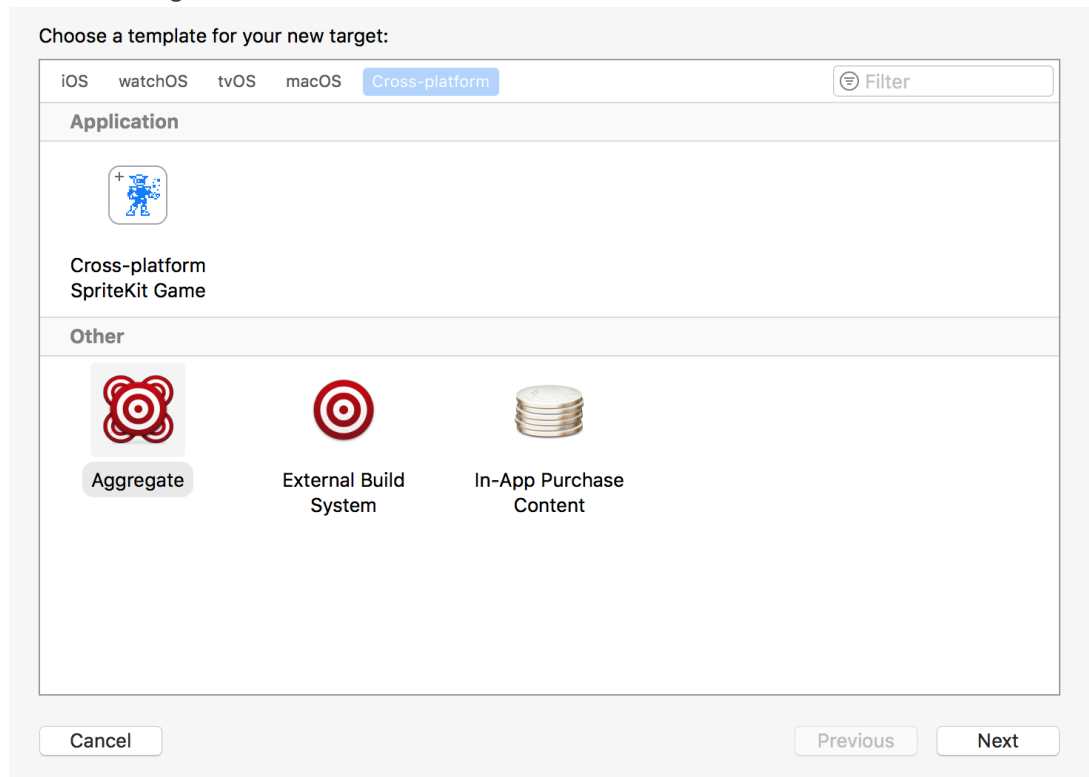 Choose a template for your new target:
iOS watchOS tvOS macOS Cross-platform Filter
Application
Cross-platform
SpriteKit Game
Other
Aggregate External Build In-App Purchase
System Content
Cancel Previous Next